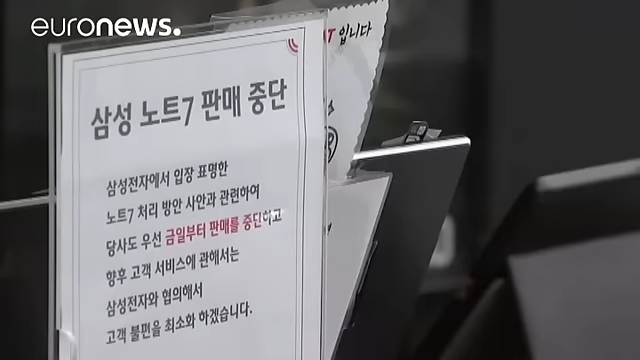 euronews.
입니다
삼성 노트7 판매 중단
삼성전자에서 입장 표명한
노트7 처리 방안 사안과 관련하여
당사도 우선 금일부터 판매를 중단하고
향후 고객 서비스에 관해서는
삼성전자와 협의해서
고객 불편을 최소화 하겠습니다.